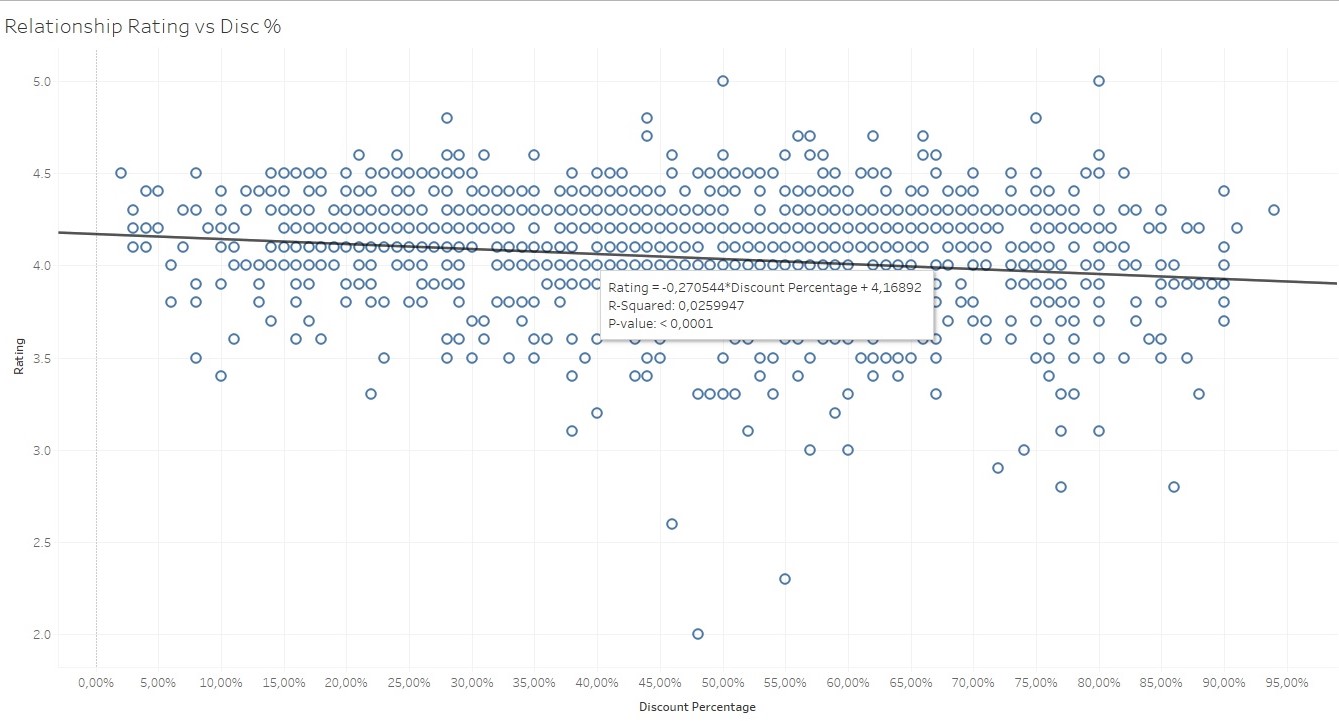 Relationship Rating vs Disc %
5.0
4.5
4.0
3.5
3.0
2.5
2.0
Rating
Rating = -0,270544*Discount Percentage + 4,16892
R-Squared: 0,0259947
P-value: < 0,0001
0,00% 5,00% 10,00% 15,00% 20,00% 25,00% 30,00% 35,00% 40,00% 45,00% 50,00% 55,00% 60,00% 65,00% 70,00% 75,00% 80,00% 85,00% 90,00% 95,00%
Discount Percentage